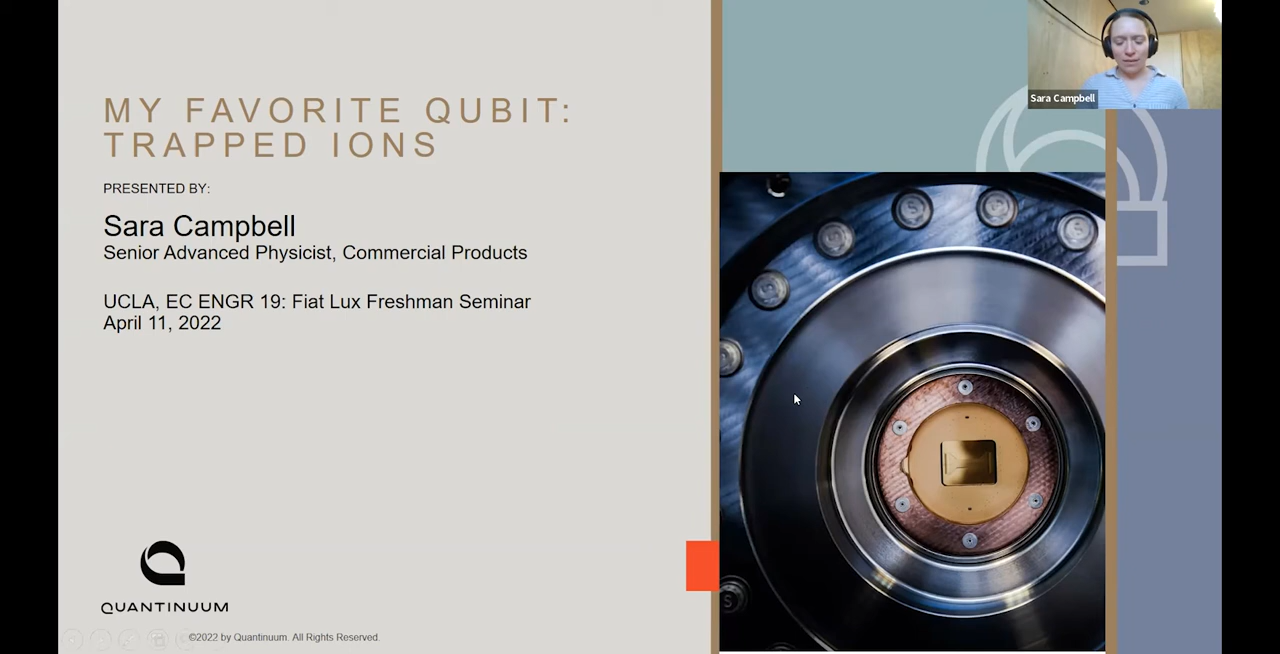 MY FAVORITE QUBIT:
TRAPPED IONS
PRESENTED BY:
Sara Campbell
Senior Advanced Physicist, Commercial Products
UCLA, EC ENGR 19: Fiat Lux Freshman Seminar
April 11, 2022
QUANTINUUM
©2022 by Quantinuum. All Rights Reserved.
Sara Campbell